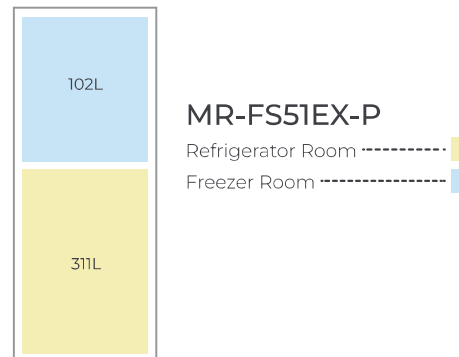 102L
MR-FS51EX-P
Refrigerator Room
Freezer Room
311L